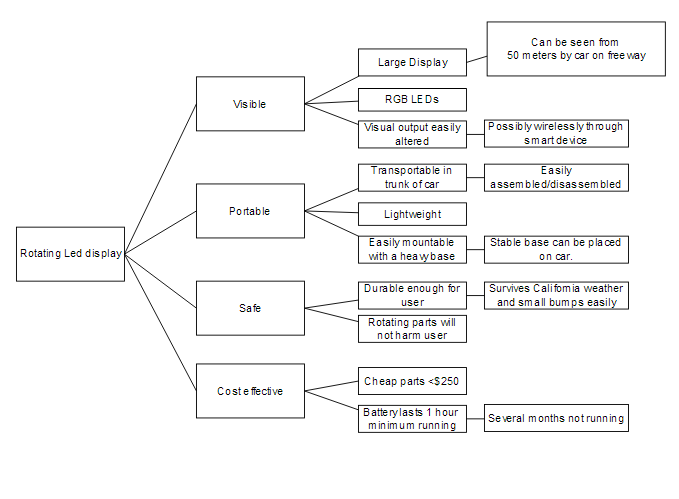 Rotating Led display
Visible
Large Display
Can be seen from
50 meters by car on freeway
RGB LEDs
Visual output easily
altered
Possibly wirelessly through
smart device
Portable
Transportable in
trunk of car
Easily
assembled/disassembled
Lightweight
Easily mountable
with a heavy base
Stable base can be placed
on car.
Safe
Durable enough for
user
Survives California weather
and small bumps easily
Rotating parts will
not harm user
Cost effective
Cheap parts <$250
Battery lasts 1 hour
minimum running
Several months not running